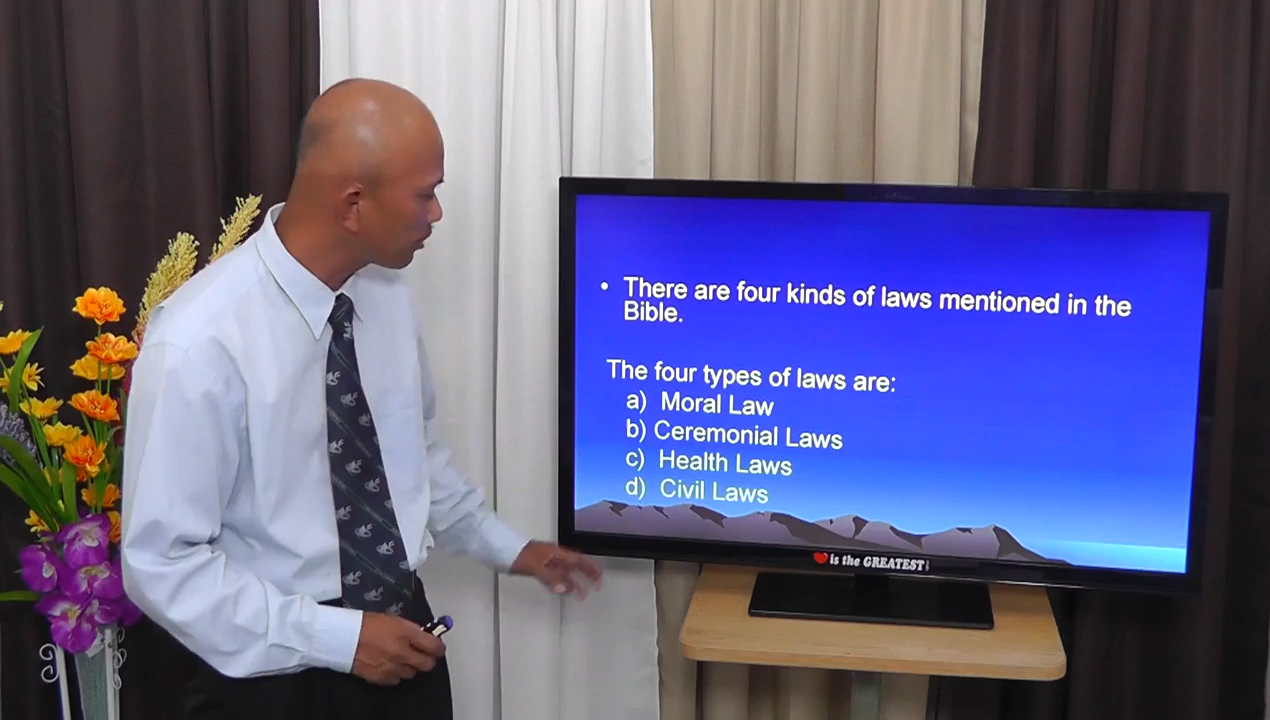 • There are four kinds of laws mentioned in the
Bible.
The four types of laws are:
a) Moral Law
b) Ceremonial Laws
c) Health Laws
d) Civil Laws
is the GREATEST!